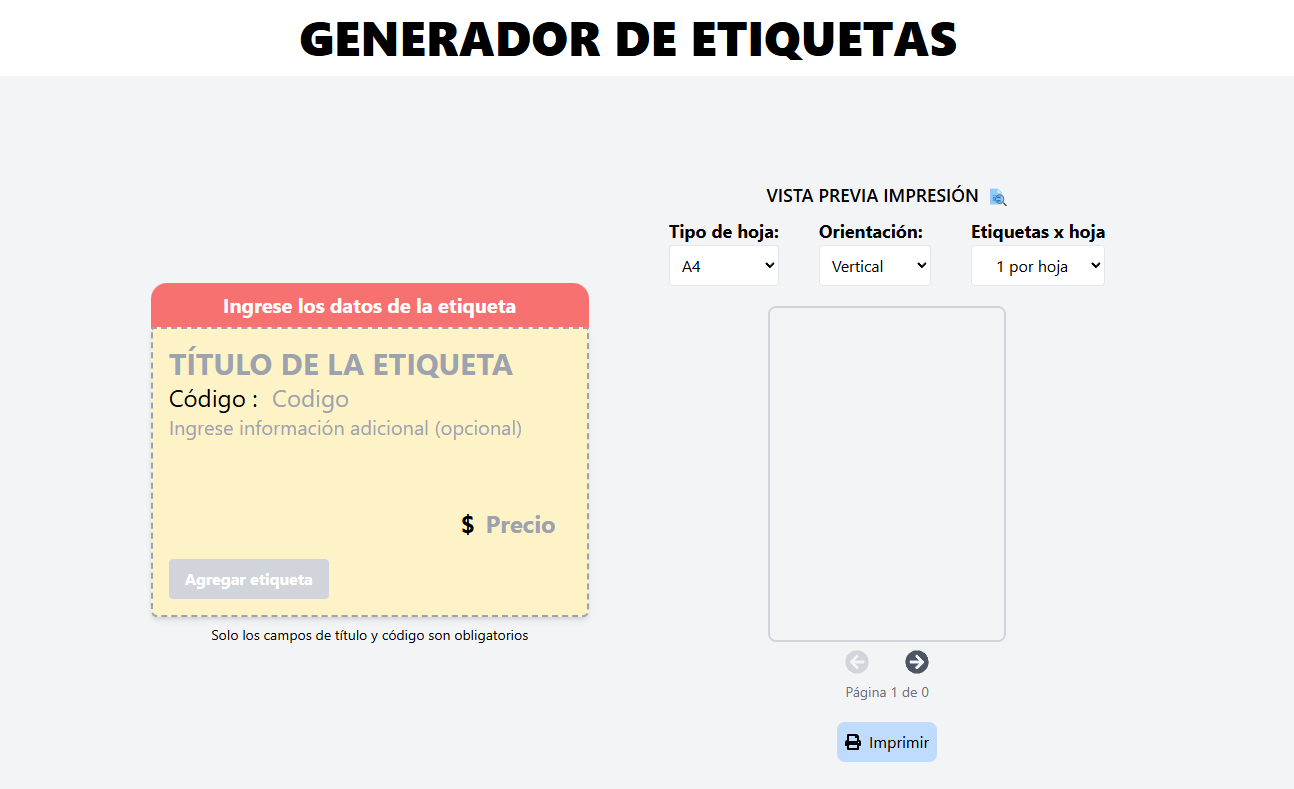 GENERADOR DE ETIQUETAS
Ingrese los datos de la etiqueta
TÍTULO DE LA ETIQUETA
Código : Codigo
Ingrese información adicional (opcional)
$ Precio
Agregar etiqueta
Solo los campos de título y código son obligatorios
VISTA PREVIA IMPRESIÓN
Tipo de hoja: Orientación: Etiquetas x hoja
A4 Vertical 1 por hoja
Página 1 de 0
Imprimir